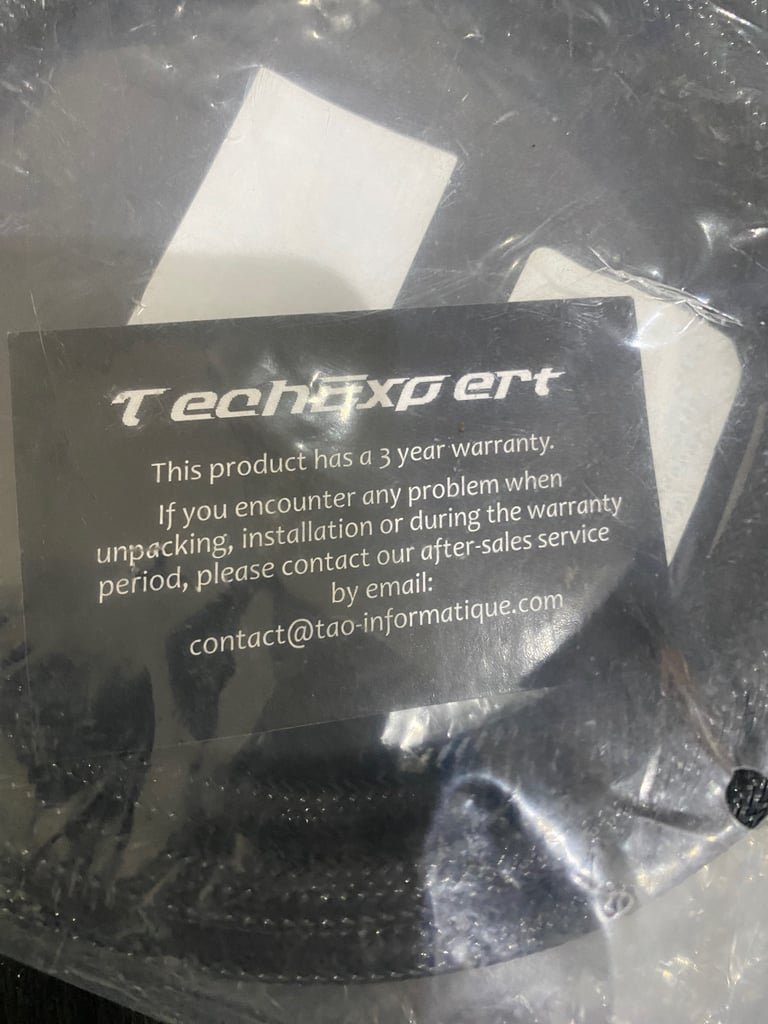 TechExpert
This product has a 3 year warranty.
If you encounter any problem when
unpacking, installation or during the warranty
period, please contact our after-sales service
by email:
contact@tao-informatique.com